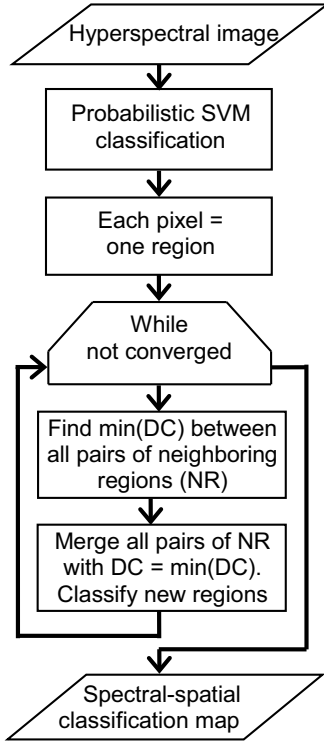 Hyperspectral image
Probabilistic SVM
classification
Each pixel =
one region
While
not converged
Find min(DC) between
all pairs of neighboring
regions (NR)
Merge all pairs of NR
with DC = min(DC).
Classify new regions
Spectral-spatial
classification map